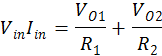 V_{in}I_{in} = \frac{V_{O1}}{R_1} + \frac{V_{O2}}{R_2}